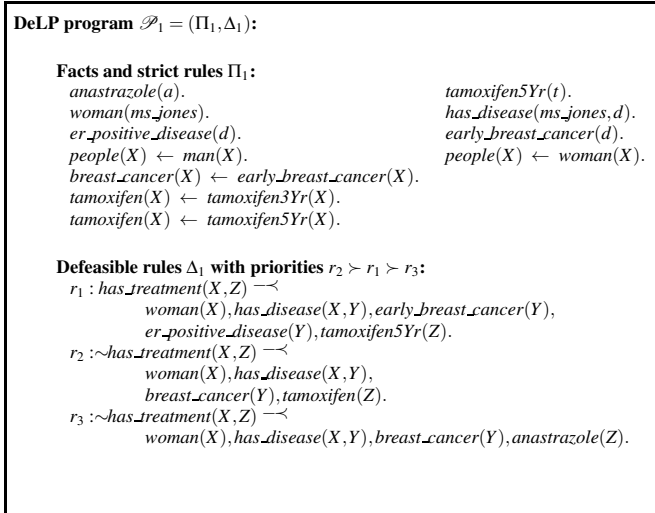 DeLP program 𝒫₁ = (Π₁, Δ₁):
Facts and strict rules Π₁:
anastrazole(a). tamoxifen5Yr(t).
woman(ms_jones). has_disease(ms_jones,d).
er_positive_disease(d). early_breast_cancer(d).
people(X) ← man(X). people(X) ← woman(X).
breast_cancer(X) ← early_breast_cancer(X).
tamoxifen(X) ← tamoxifen3Yr(X).
tamoxifen(X) ← tamoxifen5Yr(X).
Defeasible rules Δ₁ with priorities r₂ ≻ r₁ ≻ r₃:
r₁ : has_treatment(X,Z) ⤙
woman(X),has_disease(X,Y),early_breast_cancer(Y),
er_positive_disease(Y),tamoxifen5Yr(Z).
r₂ :∼has_treatment(X,Z) ⤙
woman(X),has_disease(X,Y),
breast_cancer(Y),tamoxifen(Z).
r₃ :∼has_treatment(X,Z) ⤙
woman(X),has_disease(X,Y),breast_cancer(Y),anastrazole(Z).